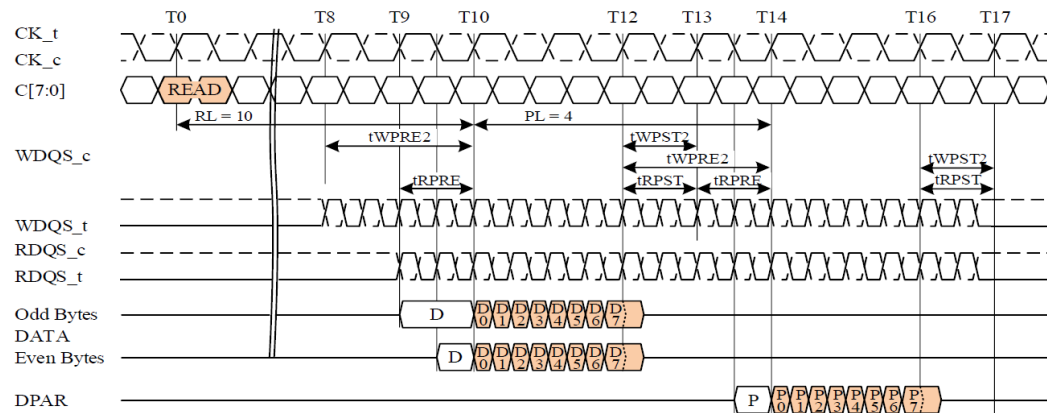 T0 T8 T9 T10 T12 T13 T14 T16 T17
CK_t
CK_c
C[7:0] READ
RL = 10 PL = 4
tWPRE2 tWPST2 tWPST2
WDQS_c
tWPRE2
tRPRE tRPST tRPRE tRPST
WDQS_t
RDQS_c
RDQS_t
Odd Bytes D D0 D1 D2 D3 D4 D5 D6 D7
DATA
Even Bytes D D0 D1 D2 D3 D4 D5 D6 D7
DPAR P P0 P1 P2 P3 P4 P5 P6 P7